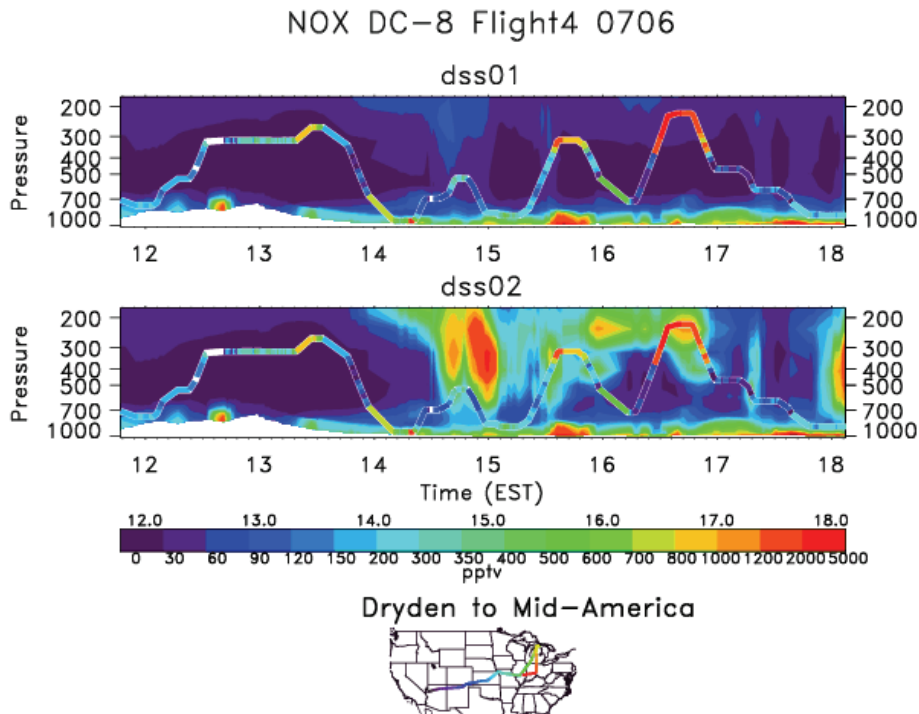 NOX DC-8 Flight4 0706
dss01
200 200
300 300
400 400
500 500
700 700
1000 1000
Pressure
12 13 14 15 16 17 18
dss02
200 200
300 300
400 400
500 500
700 700
1000 1000
Pressure
12 13 14 15 16 17 18
Time (EST)
12.0 13.0 14.0 15.0 16.0 17.0 18.0
0 30 60 90 120 150 200 300 350 400 500 600 700 800 1000 1200 2000 5000
pptv
Dryden to Mid-America